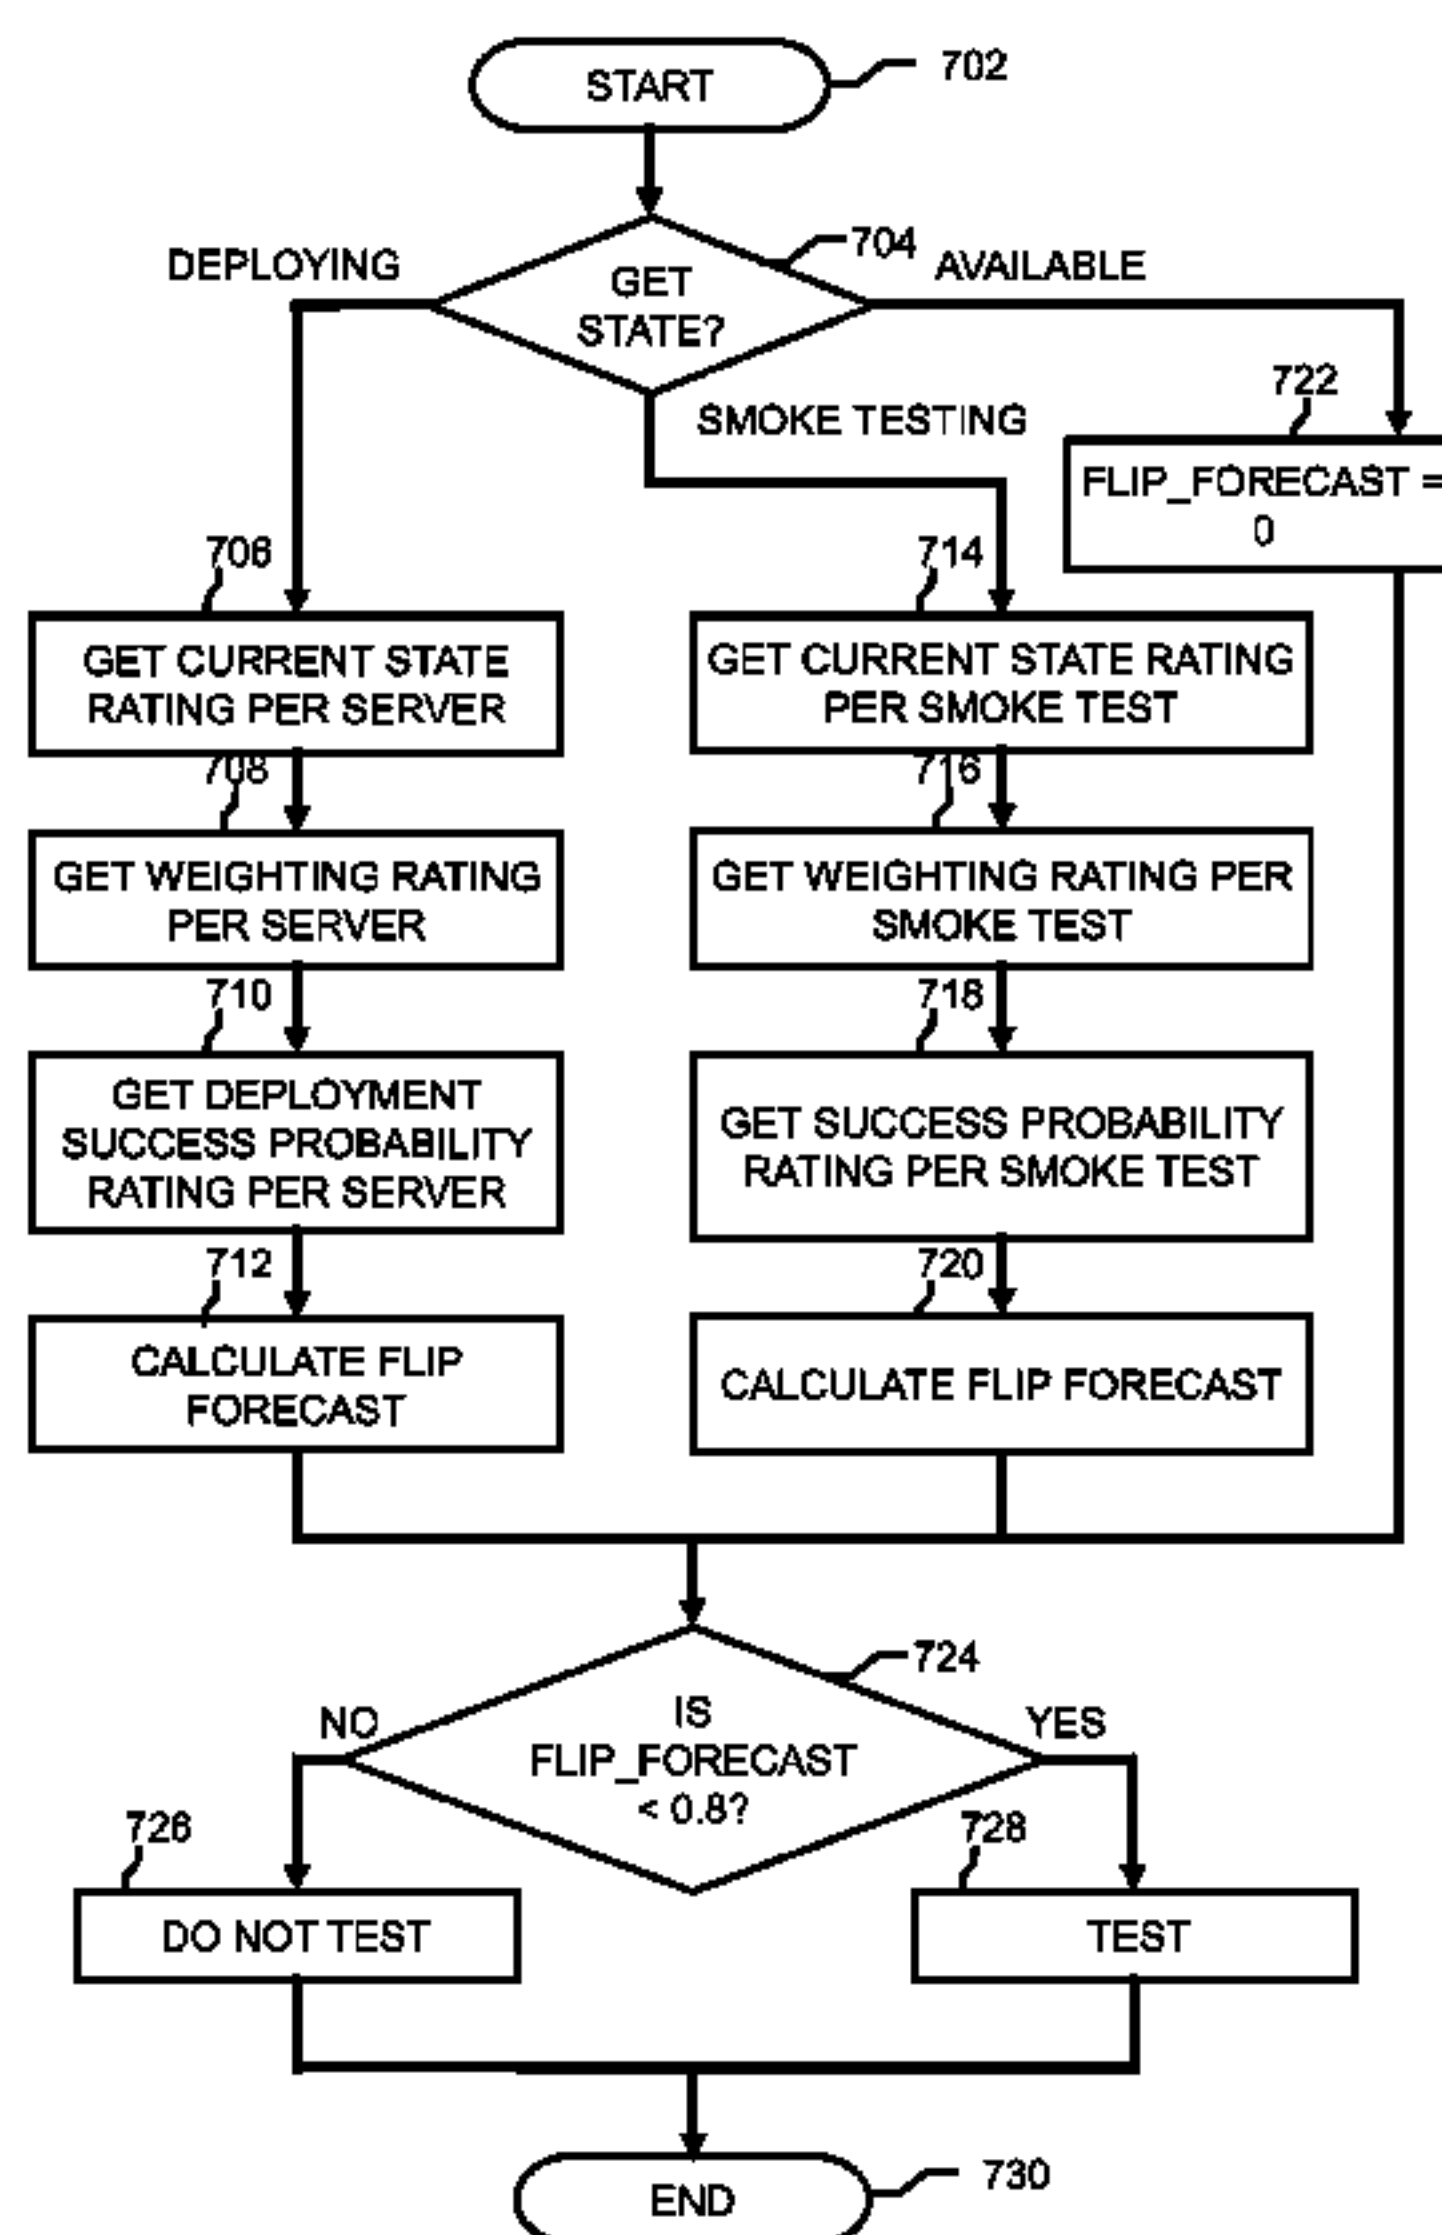 START
702
704
DEPLOYING
GET
STATE?
AVAILABLE
722
SMOKE TESTING
FLIP_FORECAST =
0
706
714
GET CURRENT STATE
RATING PER SERVER
GET CURRENT STATE RATING
PER SMOKE TEST
708
716
GET WEIGHTING RATING
PER SERVER
GET WEIGHTING RATING PER
SMOKE TEST
710
718
GET DEPLOYMENT
SUCCESS PROBABILITY
RATING PER SERVER
GET SUCCESS PROBABILITY
RATING PER SMOKE TEST
712
720
CALCULATE FLIP
FORECAST
CALCULATE FLIP FORECAST
724
NO
IS
FLIP_FORECAST
< 0.8?
YES
726
728
DO NOT TEST
TEST
END
730